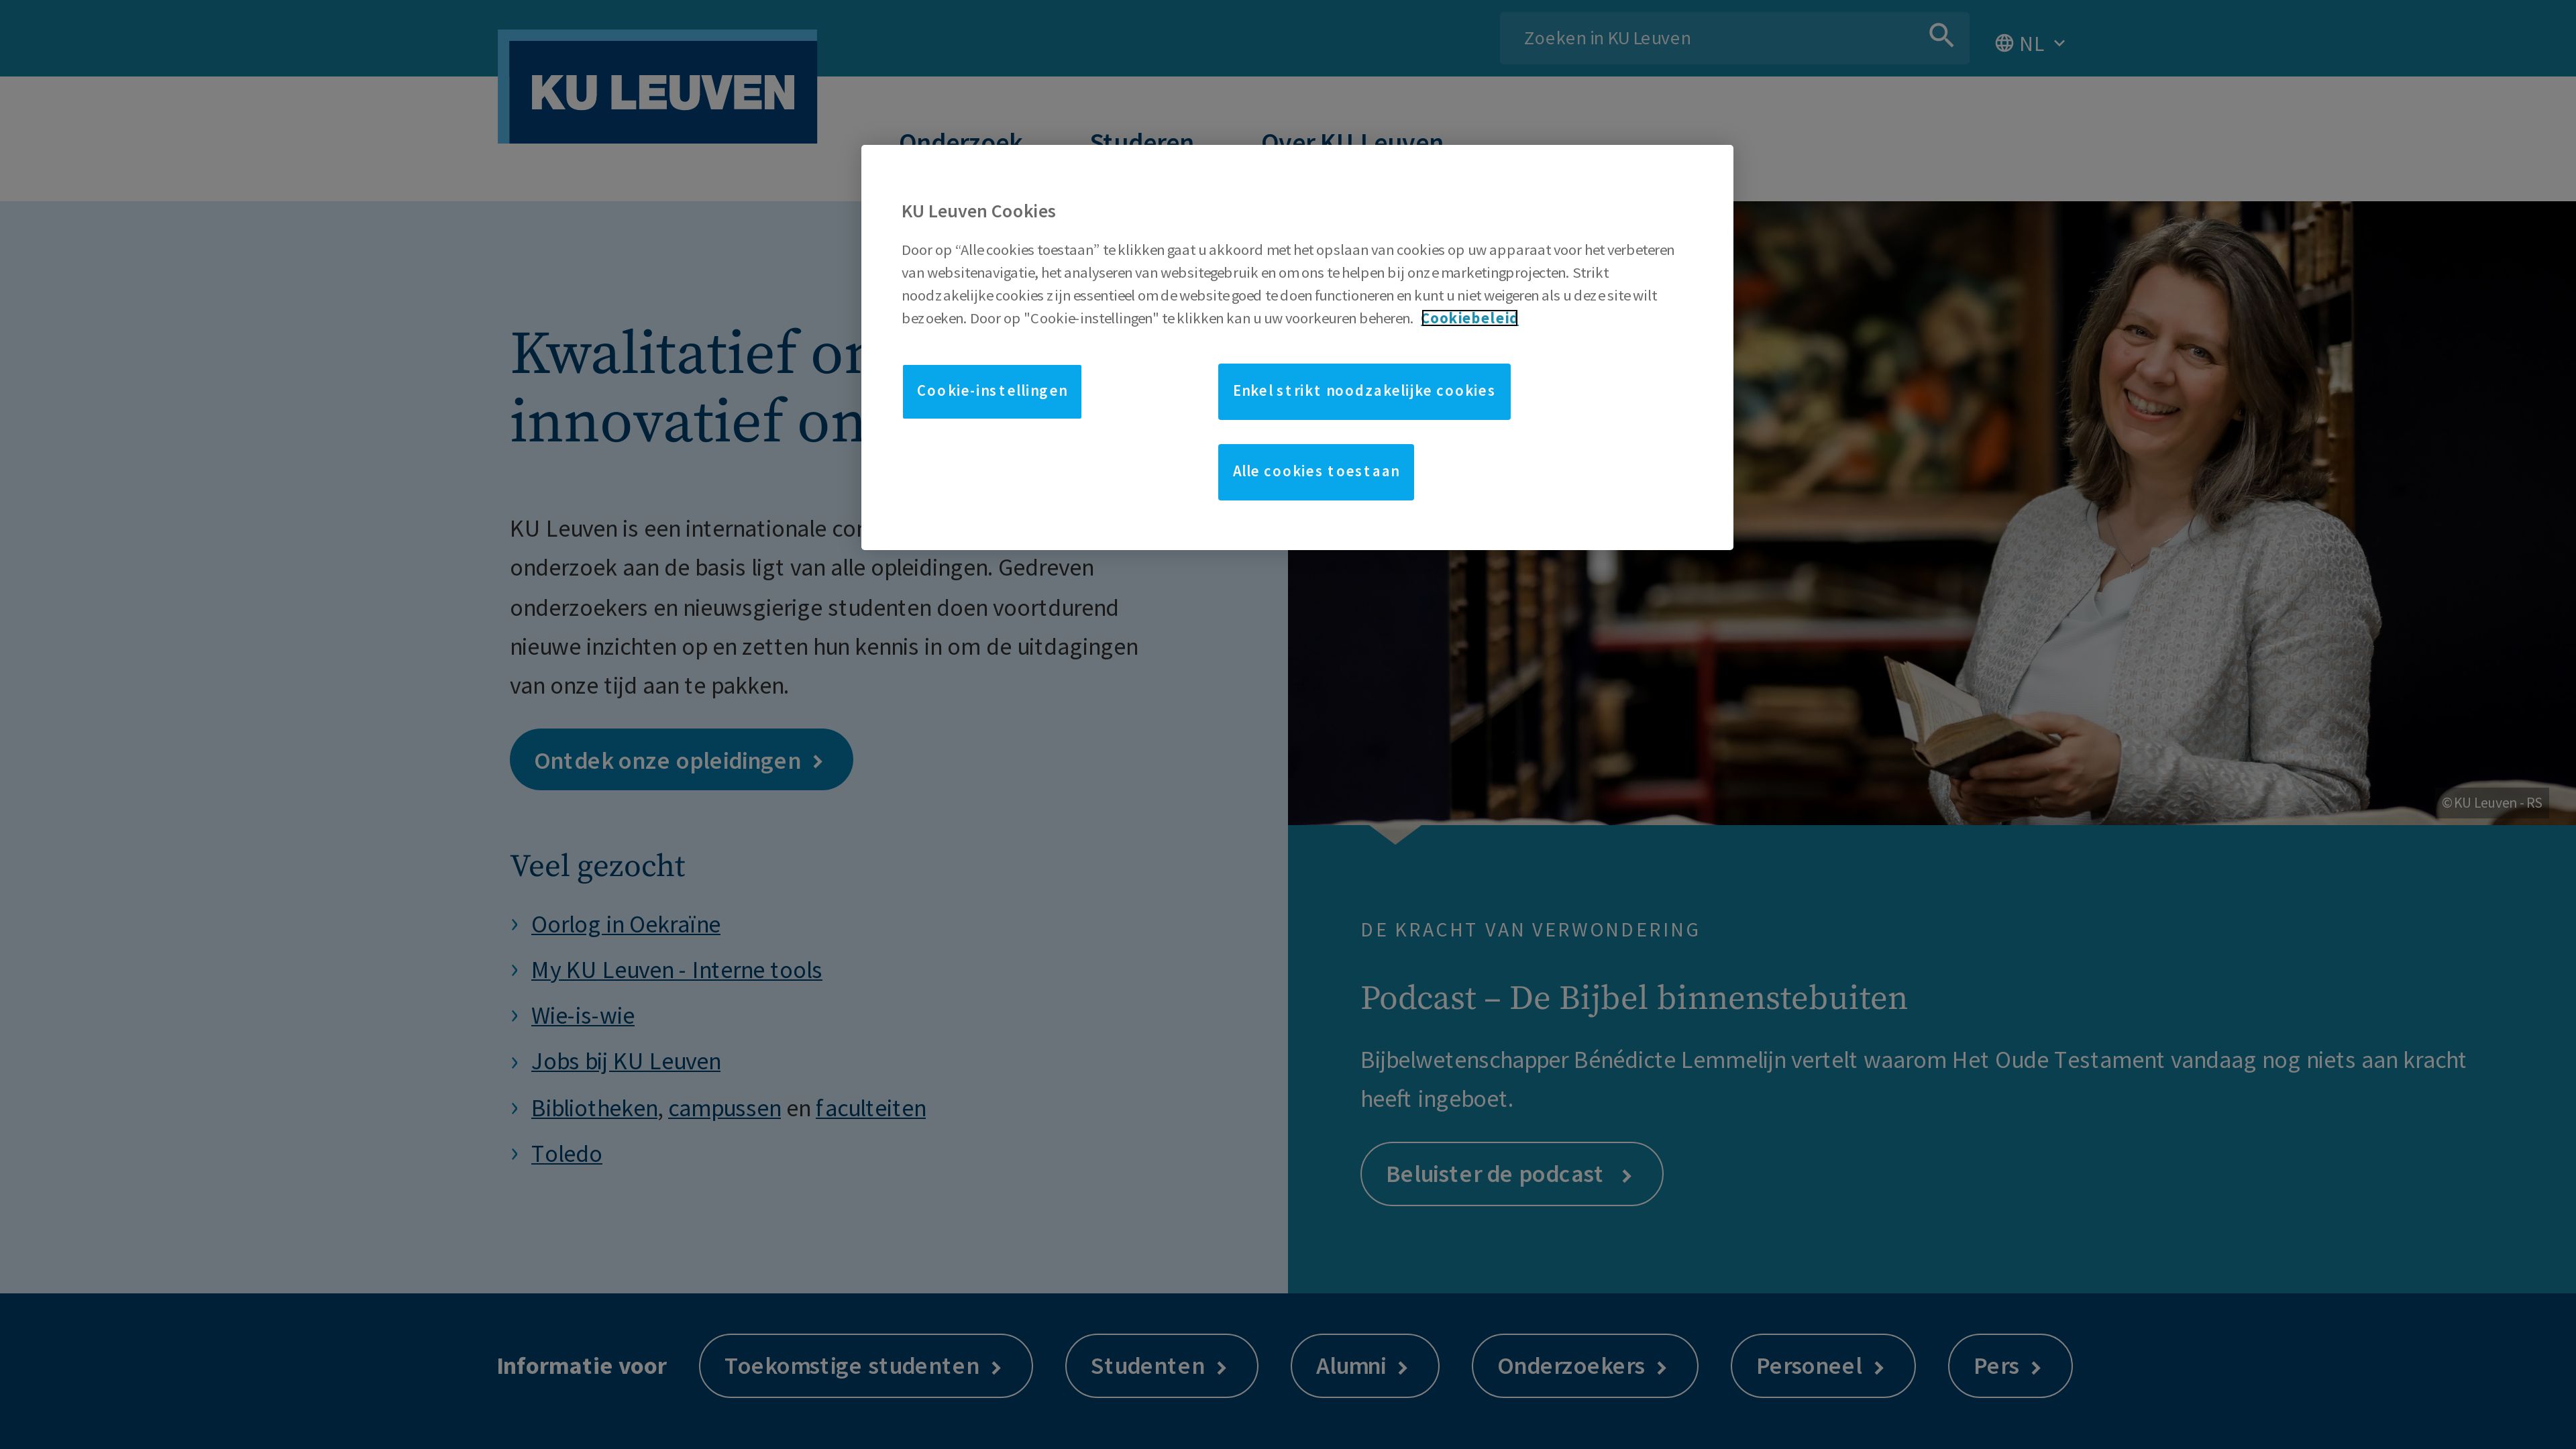 Zoeken in KU Leuven
NL
KU LEUVEN
Onderzoek
Studeren
Over KU Leuven
KU Leuven Cookies
Door op “Alle cookies toestaan” te klikken gaat u akkoord met het opslaan van cookies op uw apparaat voor het verbeteren
van websitenavigatie, het analyseren van websitegebruik en om ons te helpen bij onze marketingprojecten. Strikt
noodzakelijke cookies zijn essentieel om de website goed te doen functioneren en kunt u niet weigeren als u deze site wilt
bezoeken. Door op "Cookie-instellingen" te klikken kan u uw voorkeuren beheren. Cookiebeleid
Cookie-instellingen
Enkel strikt noodzakelijke cookies
Alle cookies toestaan
Kwalitatief
innovatief
KU Leuven is een internationale
onderzoek aan de basis ligt van alle opleidingen. Gedreven
onderzoekers en nieuwsgierige studenten doen voortdurend
nieuwe inzichten op en zetten hun kennis in om de uitdagingen
van onze tijd aan te pakken.
Ontdek onze opleidingen
Veel gezocht
Oorlog in Oekraïne
My KU Leuven - Interne tools
Wie-is-wie
Jobs bij KU Leuven
Bibliotheken, campussen en faculteiten
Toledo
© KU Leuven - RS
DE KRACHT VAN VERWONDERING
Podcast – De Bijbel binnenstebuiten
Bijbelwetenschapper Bénédicte Lemmelijn vertelt waarom Het Oude Testament vandaag nog niets aan kracht
heeft ingeboet.
Beluister de podcast
Informatie voor
Toekomstige studenten
Studenten
Alumni
Onderzoekers
Personeel
Pers